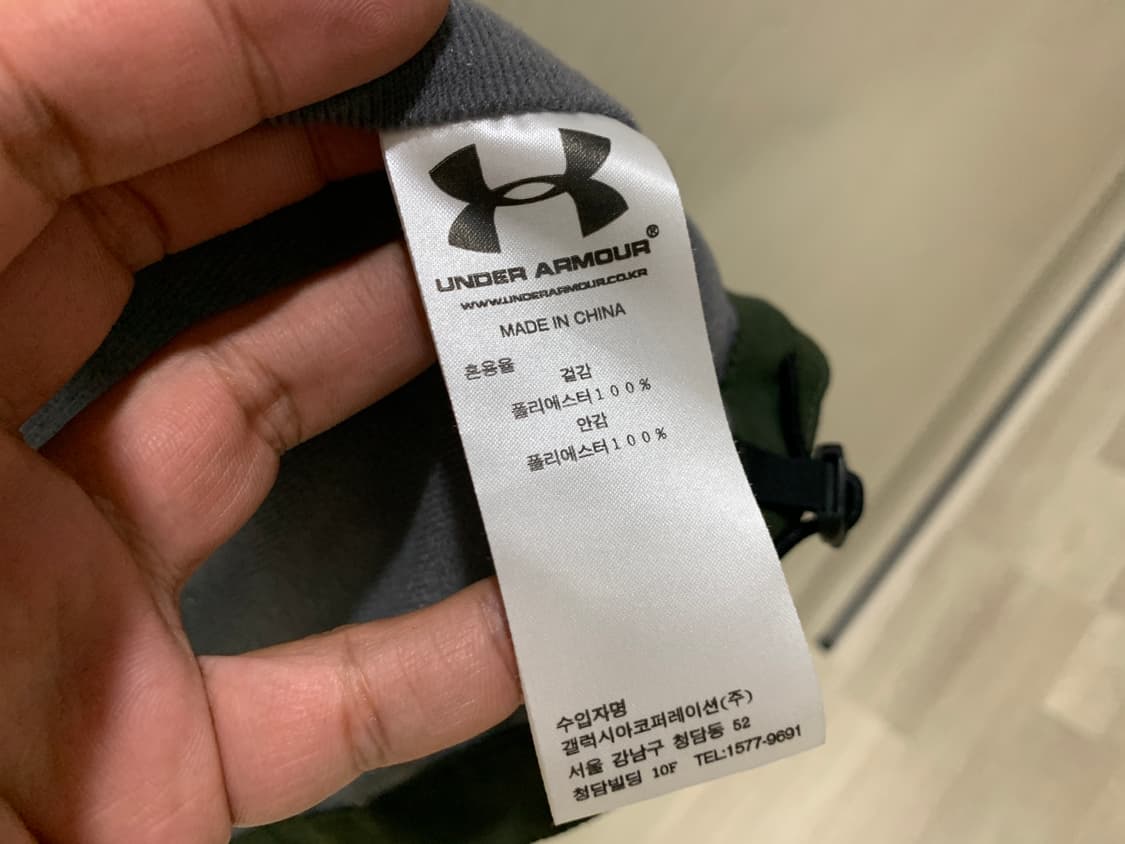 UNDER ARMOUR®
WWW.UNDERARMOUR.CO.KR
MADE IN CHINA
혼용율 겉감
폴리에스터100%
안감
폴리에스터100%
수입자명
갤럭시아코퍼레이션(주)
서울 강남구 청담동 52
청담빌딩 10F TEL:1577-9691